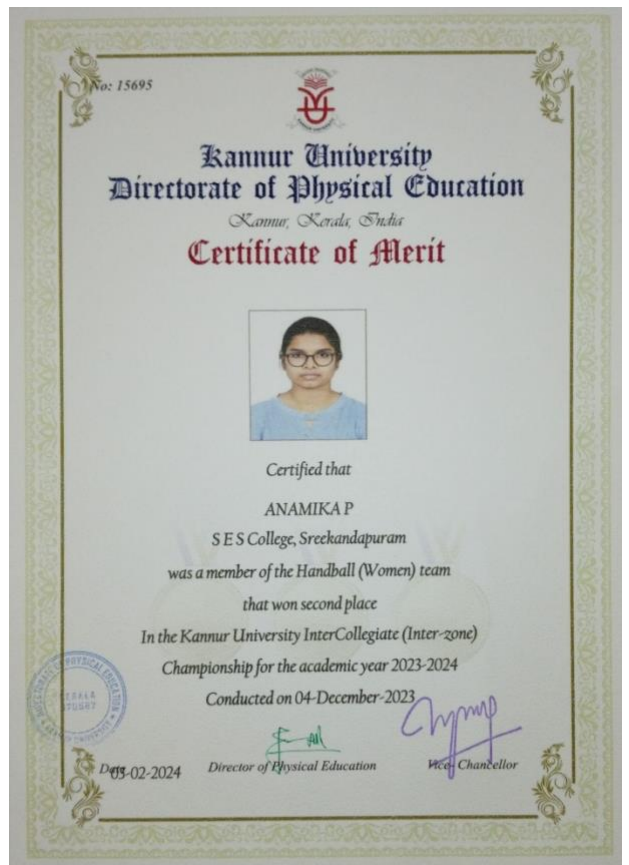 No: 15695
Kannur University
Directorate of Physical Education
Kannur, Kerala, India
Certificate of Merit
Certified that
ANAMIKA P
S E S College, Sreekandapuram
was a member of the Handball (Women) team
that won second place
In the Kannur University InterCollegiate (Inter-zone)
Championship for the academic year 2023-2024
Conducted on 04-December-2023
Date 03-02-2024
Director of Physical Education
Vice- Chancellor